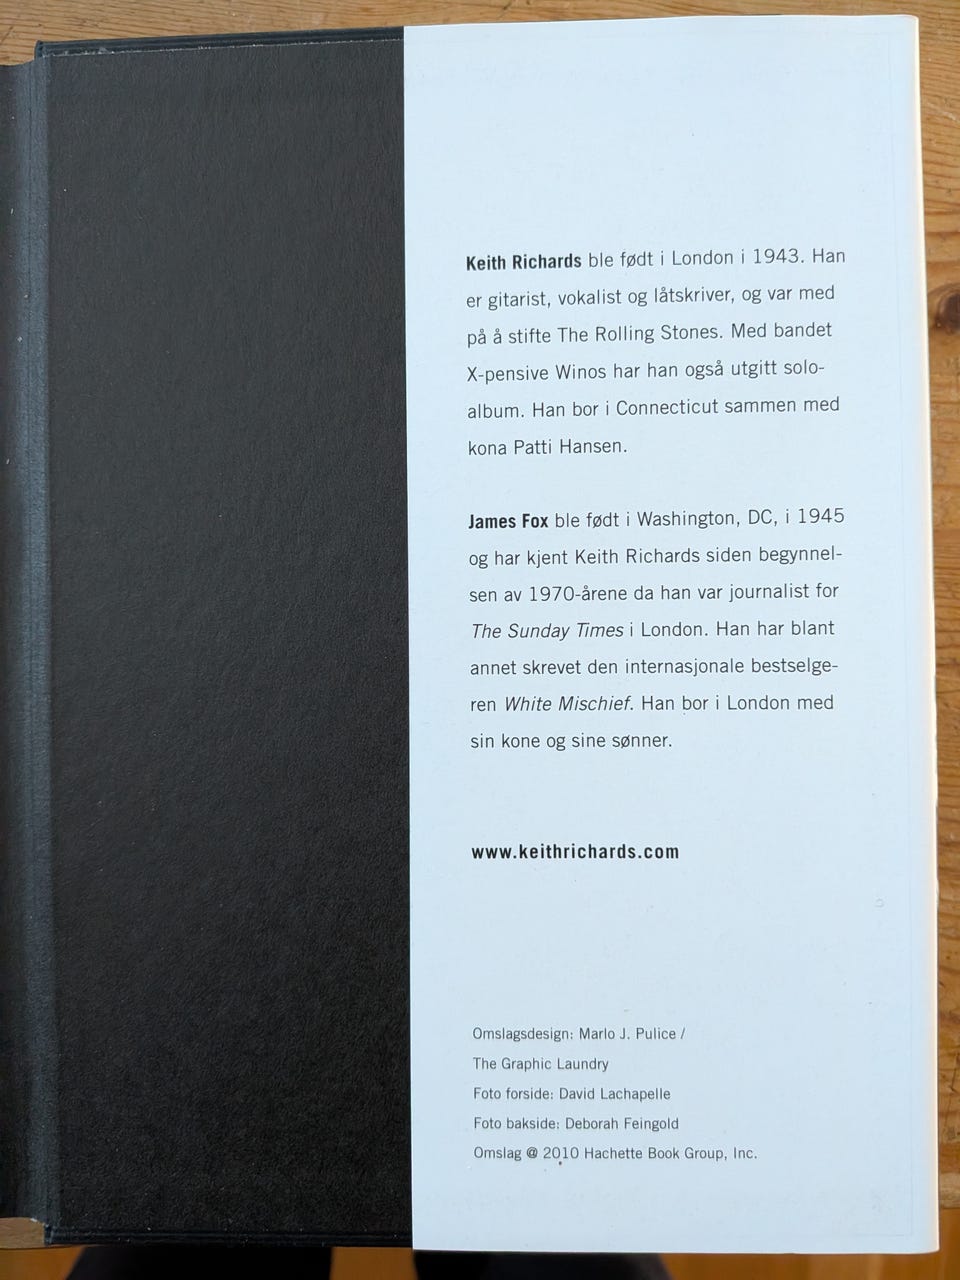 Keith Richards ble født i London i 1943. Han
er gitarist, vokalist og låtskriver, og var med
på å stifte The Rolling Stones. Med bandet
X-pensive Winos har han også utgitt solo-
album. Han bor i Connecticut sammen med
kona Patti Hansen.
James Fox ble født i Washington, DC, i 1945
og har kjent Keith Richards siden begynnel-
sen av 1970-årene da han var journalist for
The Sunday Times i London. Han har blant
annet skrevet den internasjonale bestselge-
ren White Mischief. Han bor i London med
sin kone og sine sønner.
www.keithrichards.com
Omslagsdesign: Marlo J. Pulice /
The Graphic Laundry
Foto forside: David Lachapelle
Foto bakside: Deborah Feingold
Omslag @ 2010 Hachette Book Group, Inc.